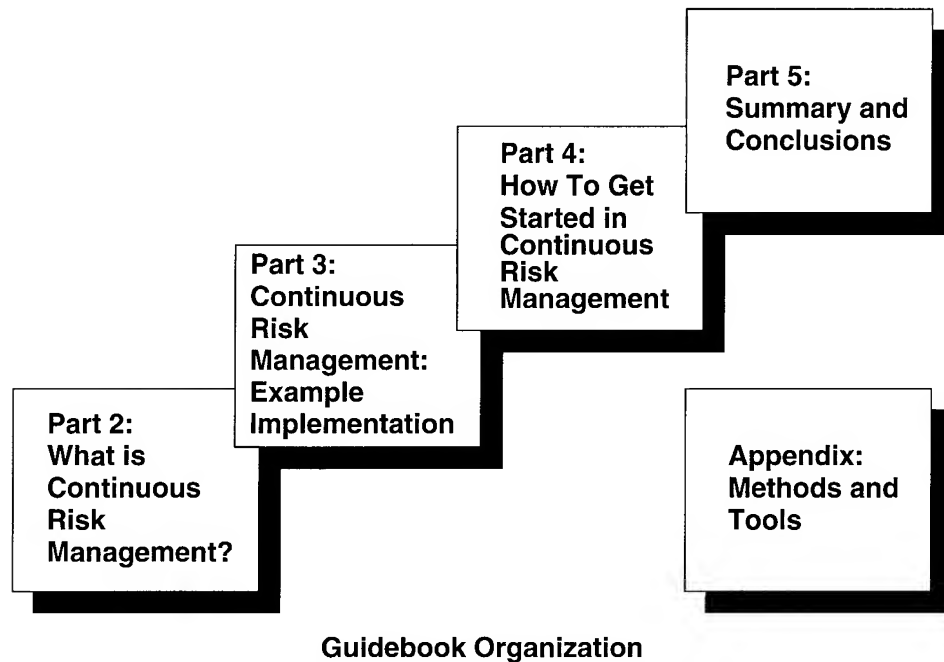 Part 5:
Summary and
Conclusions
Part 4:
How To Get
Started in
Continuous
Risk
Management
Part 3:
Continuous
Risk
Management:
Example
Implementation
Part 2:
What is
Continuous
Risk
Management?
Appendix:
Methods and
Tools
Guidebook Organization